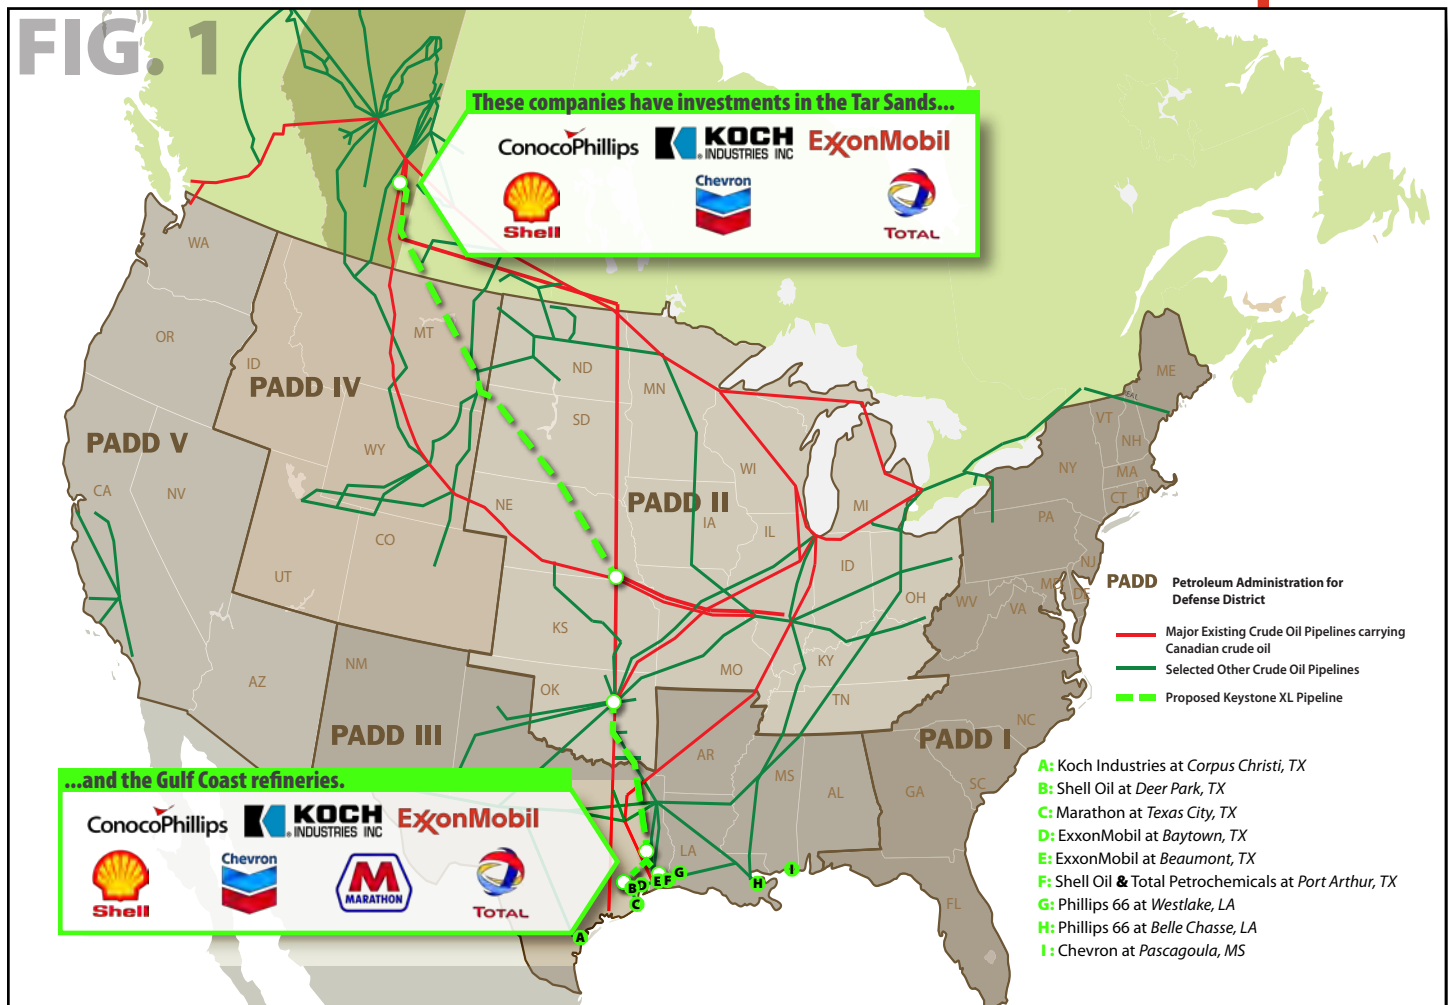 FIG. 1
These companies have investments in the Tar Sands...
ConocoPhillips
KOCH
INDUSTRIES INC
ExxonMobil
Shell
Chevron
TOTAL
WA
OR
ID
MT
ND
MN
SD
WY
NE
CA
NV
UT
CO
AZ
NM
KS
OK
MO
IA
WI
IL
MI
ID
OH
KY
TN
AR
MS
AL
LA
GA
SC
NC
FL
WV
VA
PA
NY
NJ
DE
CT
RI
MA
NH
VT
ME
PADD IV
PADD V
PADD II
PADD III
PADD I
PADD
Petroleum Administration for
Defense District
Major Existing Crude Oil Pipelines carrying
Canadian crude oil
Selected Other Crude Oil Pipelines
Proposed Keystone XL Pipeline
...and the Gulf Coast refineries.
ConocoPhillips
KOCH
INDUSTRIES INC
ExxonMobil
Shell
Chevron
M
MARATHON
TOTAL
A
B
C
D
E
F
G
H
I
A: Koch Industries at Corpus Christi, TX
B: Shell Oil at Deer Park, TX
C: Marathon at Texas City, TX
D: ExxonMobil at Baytown, TX
E: ExxonMobil at Beaumont, TX
F: Shell Oil & Total Petrochemicals at Port Arthur, TX
G: Phillips 66 at Westlake, LA
H: Phillips 66 at Belle Chasse, LA
I: Chevron at Pascagoula, MS